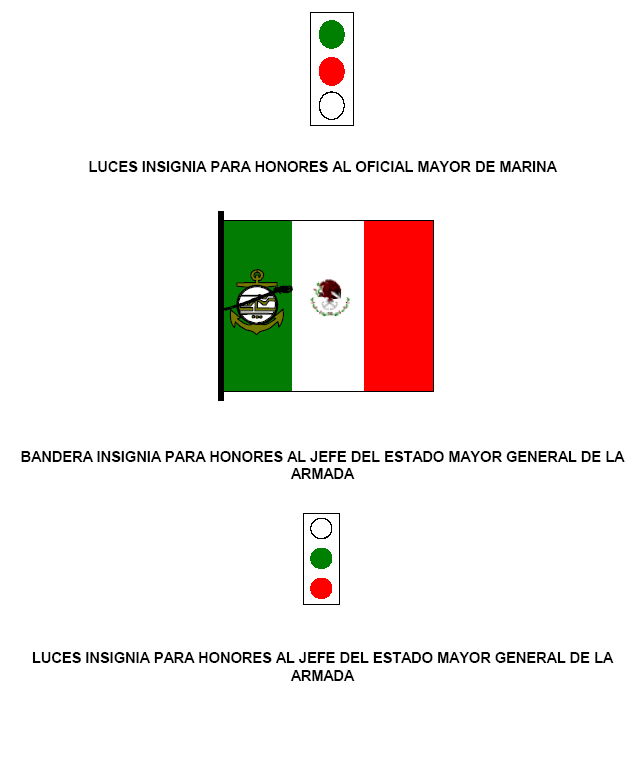 LUCES INSIGNIA PARA HONORES AL OFICIAL MAYOR DE MARINA
BANDERA INSIGNIA PARA HONORES AL JEFE DEL ESTADO MAYOR GENERAL DE LA
ARMADA
LUCES INSIGNIA PARA HONORES AL JEFE DEL ESTADO MAYOR GENERAL DE LA
ARMADA